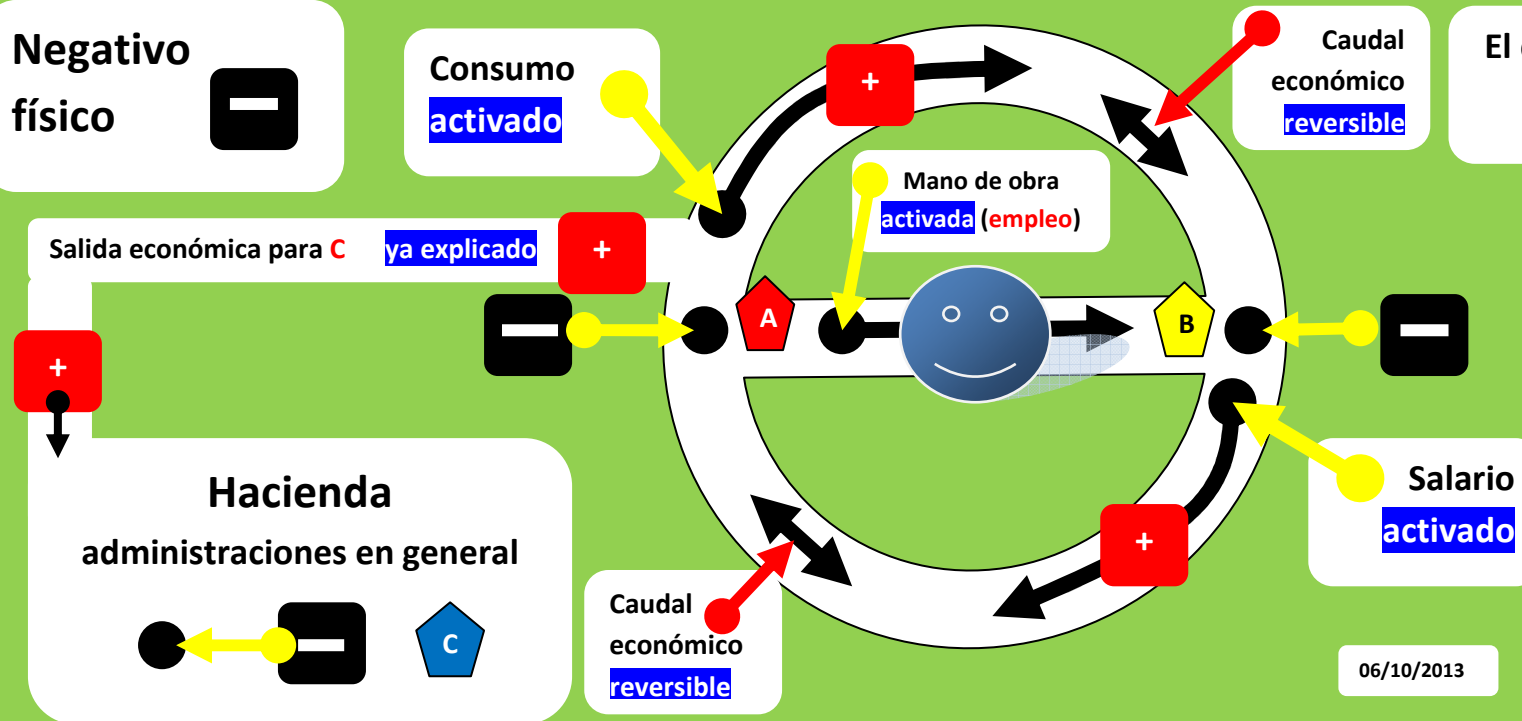 Negativo
físico
Consumo
activado
+
Caudal
económico
reversible
El
Mano de obra
activada (empleo)
Salida económica para C ya explicado
+
A
B
+
Hacienda
administraciones en general
C
Salario
activado
+
Caudal
económico
reversible
06/10/2013